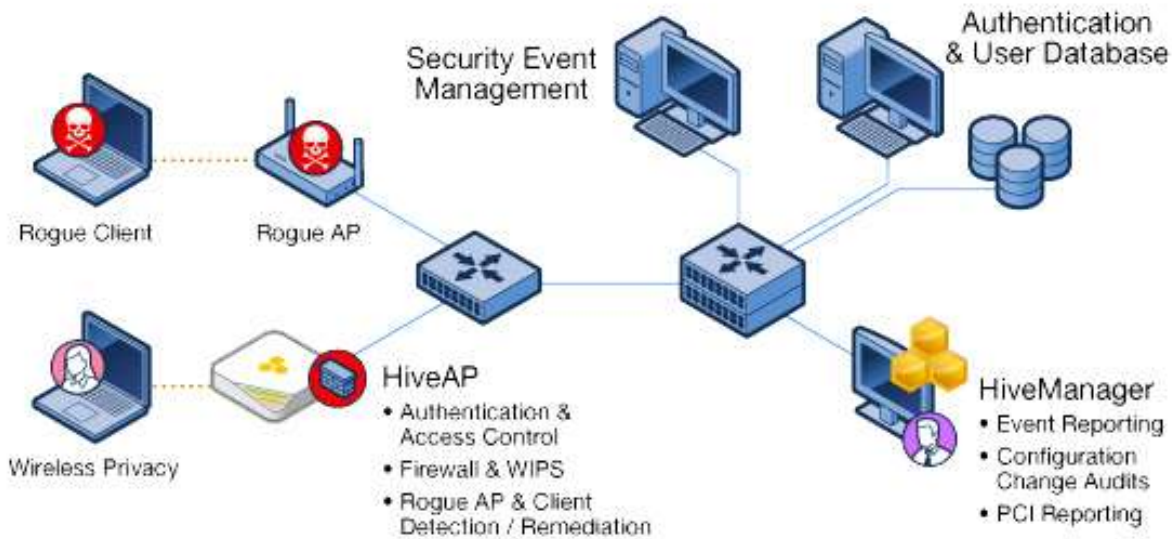 Security Event
Management
Authentication
& User Database
Rogue Client
Rogue AP
Wireless Privacy
HiveAP
• Authentication &
Access Control
• Firewall & WIPS
• Rogue AP & Client
Detection / Remediation
HiveManager
• Event Reporting
• Configuration
Change Audits
• PCI Reporting